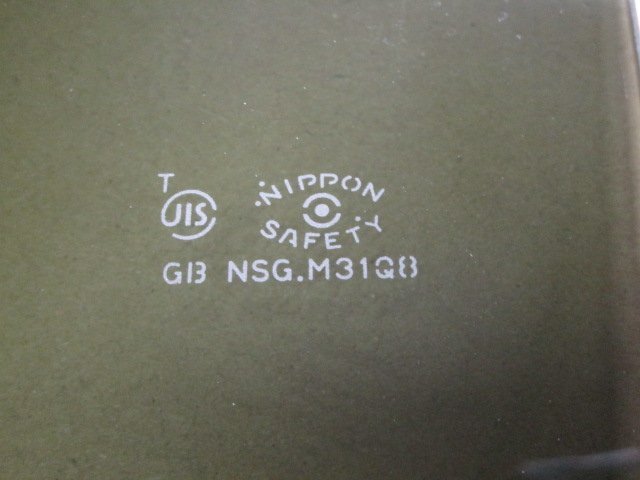 T
JIS
NIPPON
SAFETY
GB NSG.M31Q8